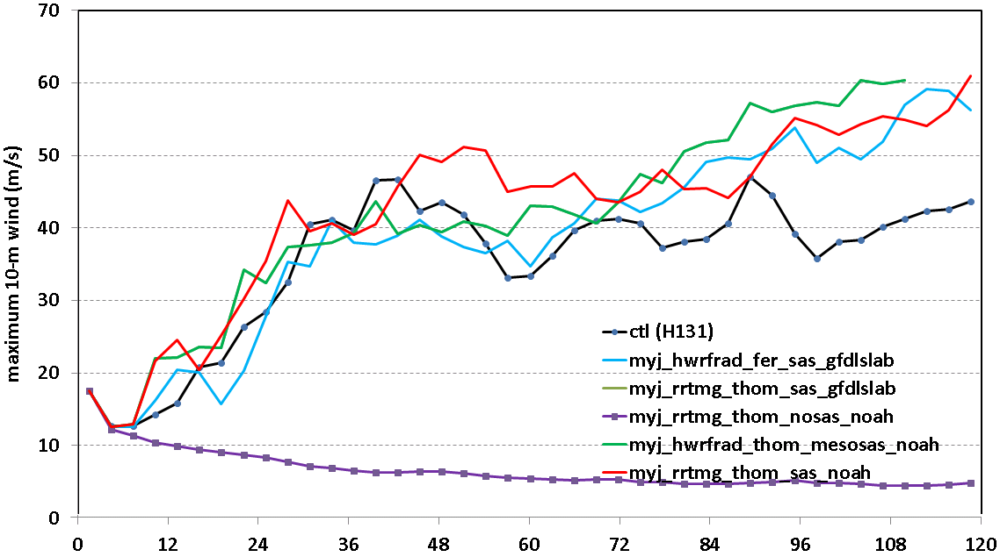 70
60
50
40
30
20
10
0
maximum 10-m wind (m/s)
ctl (H131)
myj_hwrfrad_fer_sas_gfdlslab
myj_rrtmg_thom_sas_gfdlslab
myj_rrtmg_thom_nosas_noah
myj_hwrfrad_thom_mesosas_noah
myj_rrtmg_thom_sas_noah
0 12 24 36 48 60 72 84 96 108 120